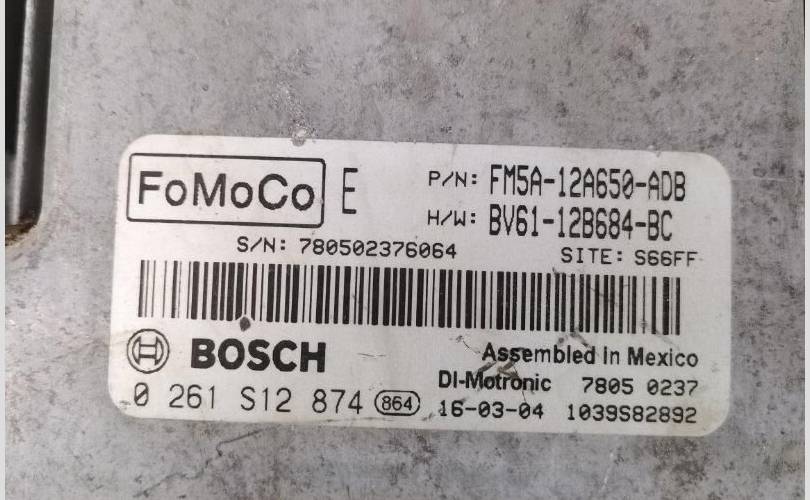 FoMoCo E P/N: FM5A-12A650-ADB
H/W: BV61-12B684-BC
S/N: 780502376064 SITE: S66FF
BOSCH Assembled in Mexico
DI-Motronic 7805 0237
0 261 S12 874 864 16-03-04 1039S82892